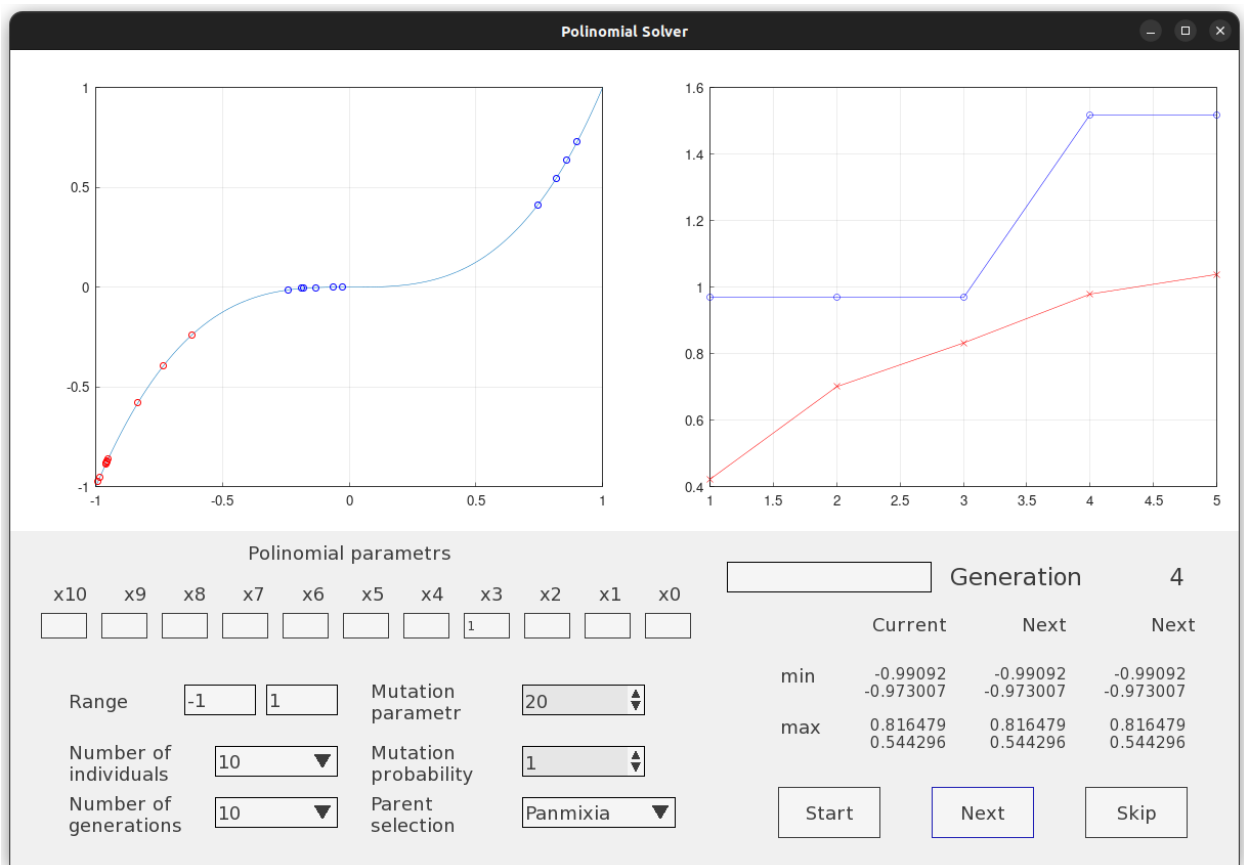 Polinomial Solver
1
0.5
0
-0.5
-1
-1
-0.5
0
0.5
1
1.6
1.4
1.2
1
0.8
0.6
0.4
1
1.5
2
2.5
3
3.5
4
4.5
5
Polinomial parametrs
x10 x9 x8 x7 x6 x5 x4 x3 x2 x1 x0
1
Range -1 1
Number of
individuals
10
Number of
generations
10
Mutation
parametr
20
Mutation
probability
1
Parent
selection
Panmixia
Generation 4
Current Next Next
min
-0.99092 -0.99092 -0.99092
-0.973007 -0.973007 -0.973007
max
0.816479 0.816479 0.816479
0.544296 0.544296 0.544296
Start Next Skip